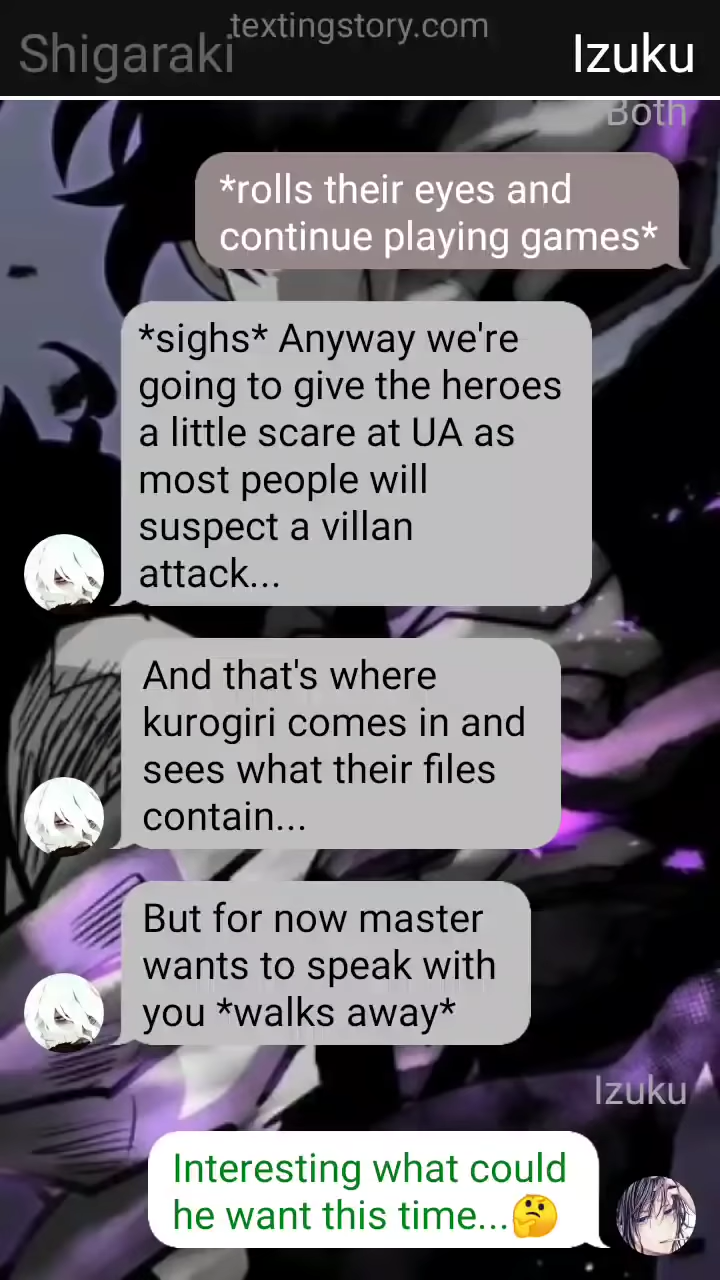 textingstory.com
Shigaraki
Izuku
Both
*rolls their eyes and
continue playing games*
*sighs* Anyway we're
going to give the heroes
a little scare at UA as
most people will
suspect a villan
attack...
And that's where
kurogiri comes in and
sees what their files
contain...
But for now master
wants to speak with
you *walks away*
Izuku
Interesting what could
he want this time...🤔